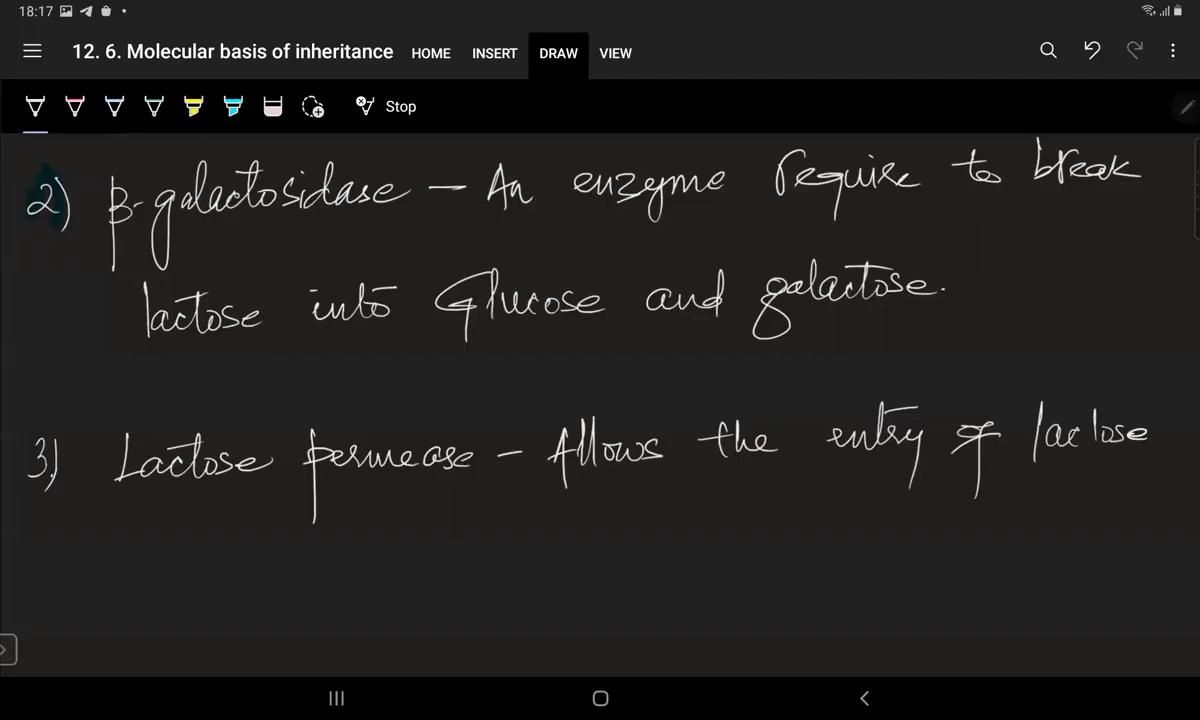 18:17
12. 6. Molecular basis of inheritance HOME INSERT DRAW VIEW
Stop
2) β-galactosidase - An enzyme require to break
lactose into Glucose and galactose.
3) Lactose permease - Allows the entry of lactose